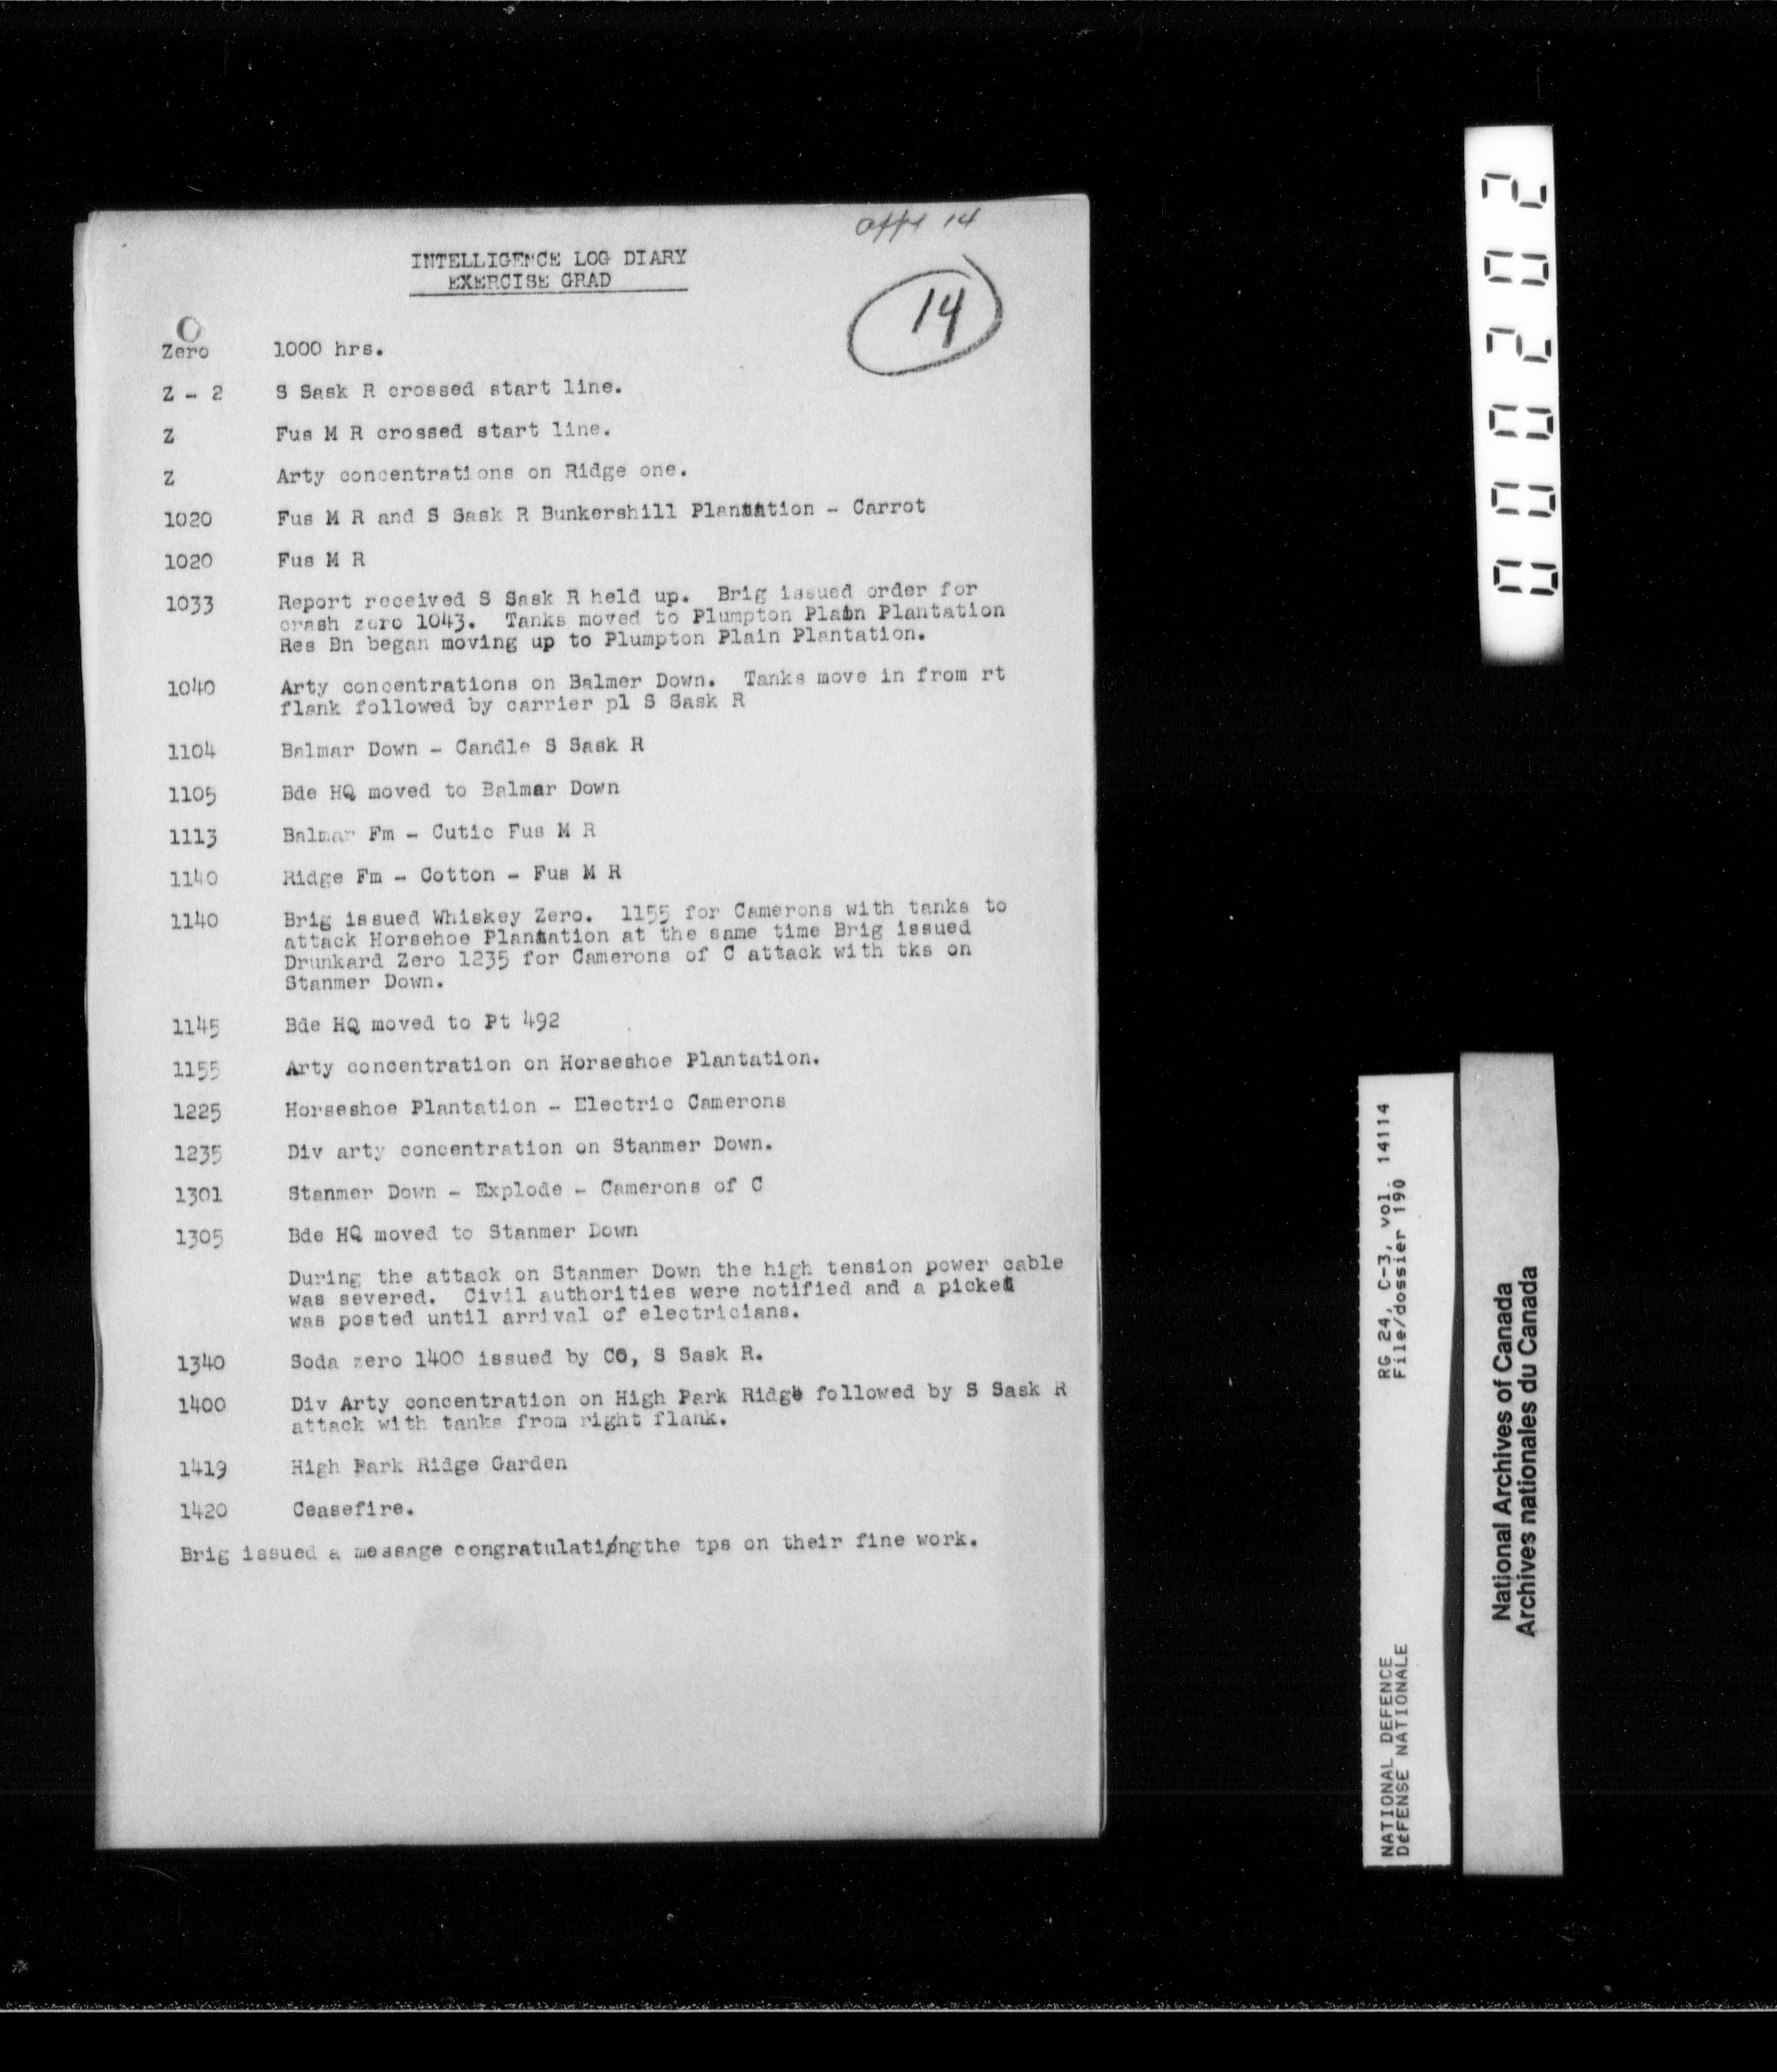 Appx 14
INTELLIGENCE LOG DIARY
EXERCISE GRAD
14
O
Zero 1000 hrs.
Z - 2 S Sask R crossed start line.
Z Fus M R crossed start line.
Z Arty concentrations on Ridge one.
1020 Fus M R and S Sask R Bunkershill Plantation - Carrot
1020 Fus M R
1033 Report received S Sask R held up. Brig issued order for
crash zero 1043. Tanks moved to Plumpton Plain Plantation
Res Bn began moving up to Plumpton Plain Plantation.
1040 Arty concentrations on Balmer Down. Tanks move in from rt
flank followed by carrier pl S Sask R
1104 Balmar Down - Candle S Sask R
1105 Bde HQ moved to Balmar Down
1113 Balmar Fm - Cutic Fus M R
1140 Ridge Fm - Cotton - Fus M R
1140 Brig issued Whiskey Zero. 1155 for Camerons with tanks to
attack Horsehoe Plantation at the same time Brig issued
Drunkard Zero 1235 for Camerons of C attack with tks on
Stanmer Down.
1145 Bde HQ moved to Pt 492
1155 Arty concentration on Horseshoe Plantation.
1225 Horseshoe Plantation - Electric Camerons
1235 Div arty concentration on Stanmer Down.
1301 Stanmer Down - Explode - Camerons of C
1305 Bde HQ moved to Stanmer Down
During the attack on Stanmer Down the high tension power cable
was severed. Civil authorities were notified and a picket
was posted until arrival of electricians.
1340 Soda zero 1400 issued by CO, S Sask R.
1400 Div Arty concentration on High Park Ridge followed by S Sask R
attack with tanks from right flank.
1419 High Park Ridge Garden
1420 Ceasefire.
Brig issued a message congratulatingthe tps on their fine work.
000202
RG 24, C-3, vol. 14114
File/dossier 190
NATIONAL DEFENCE
DéFENSE NATIONALE
National Archives of Canada
Archives nationales du Canada